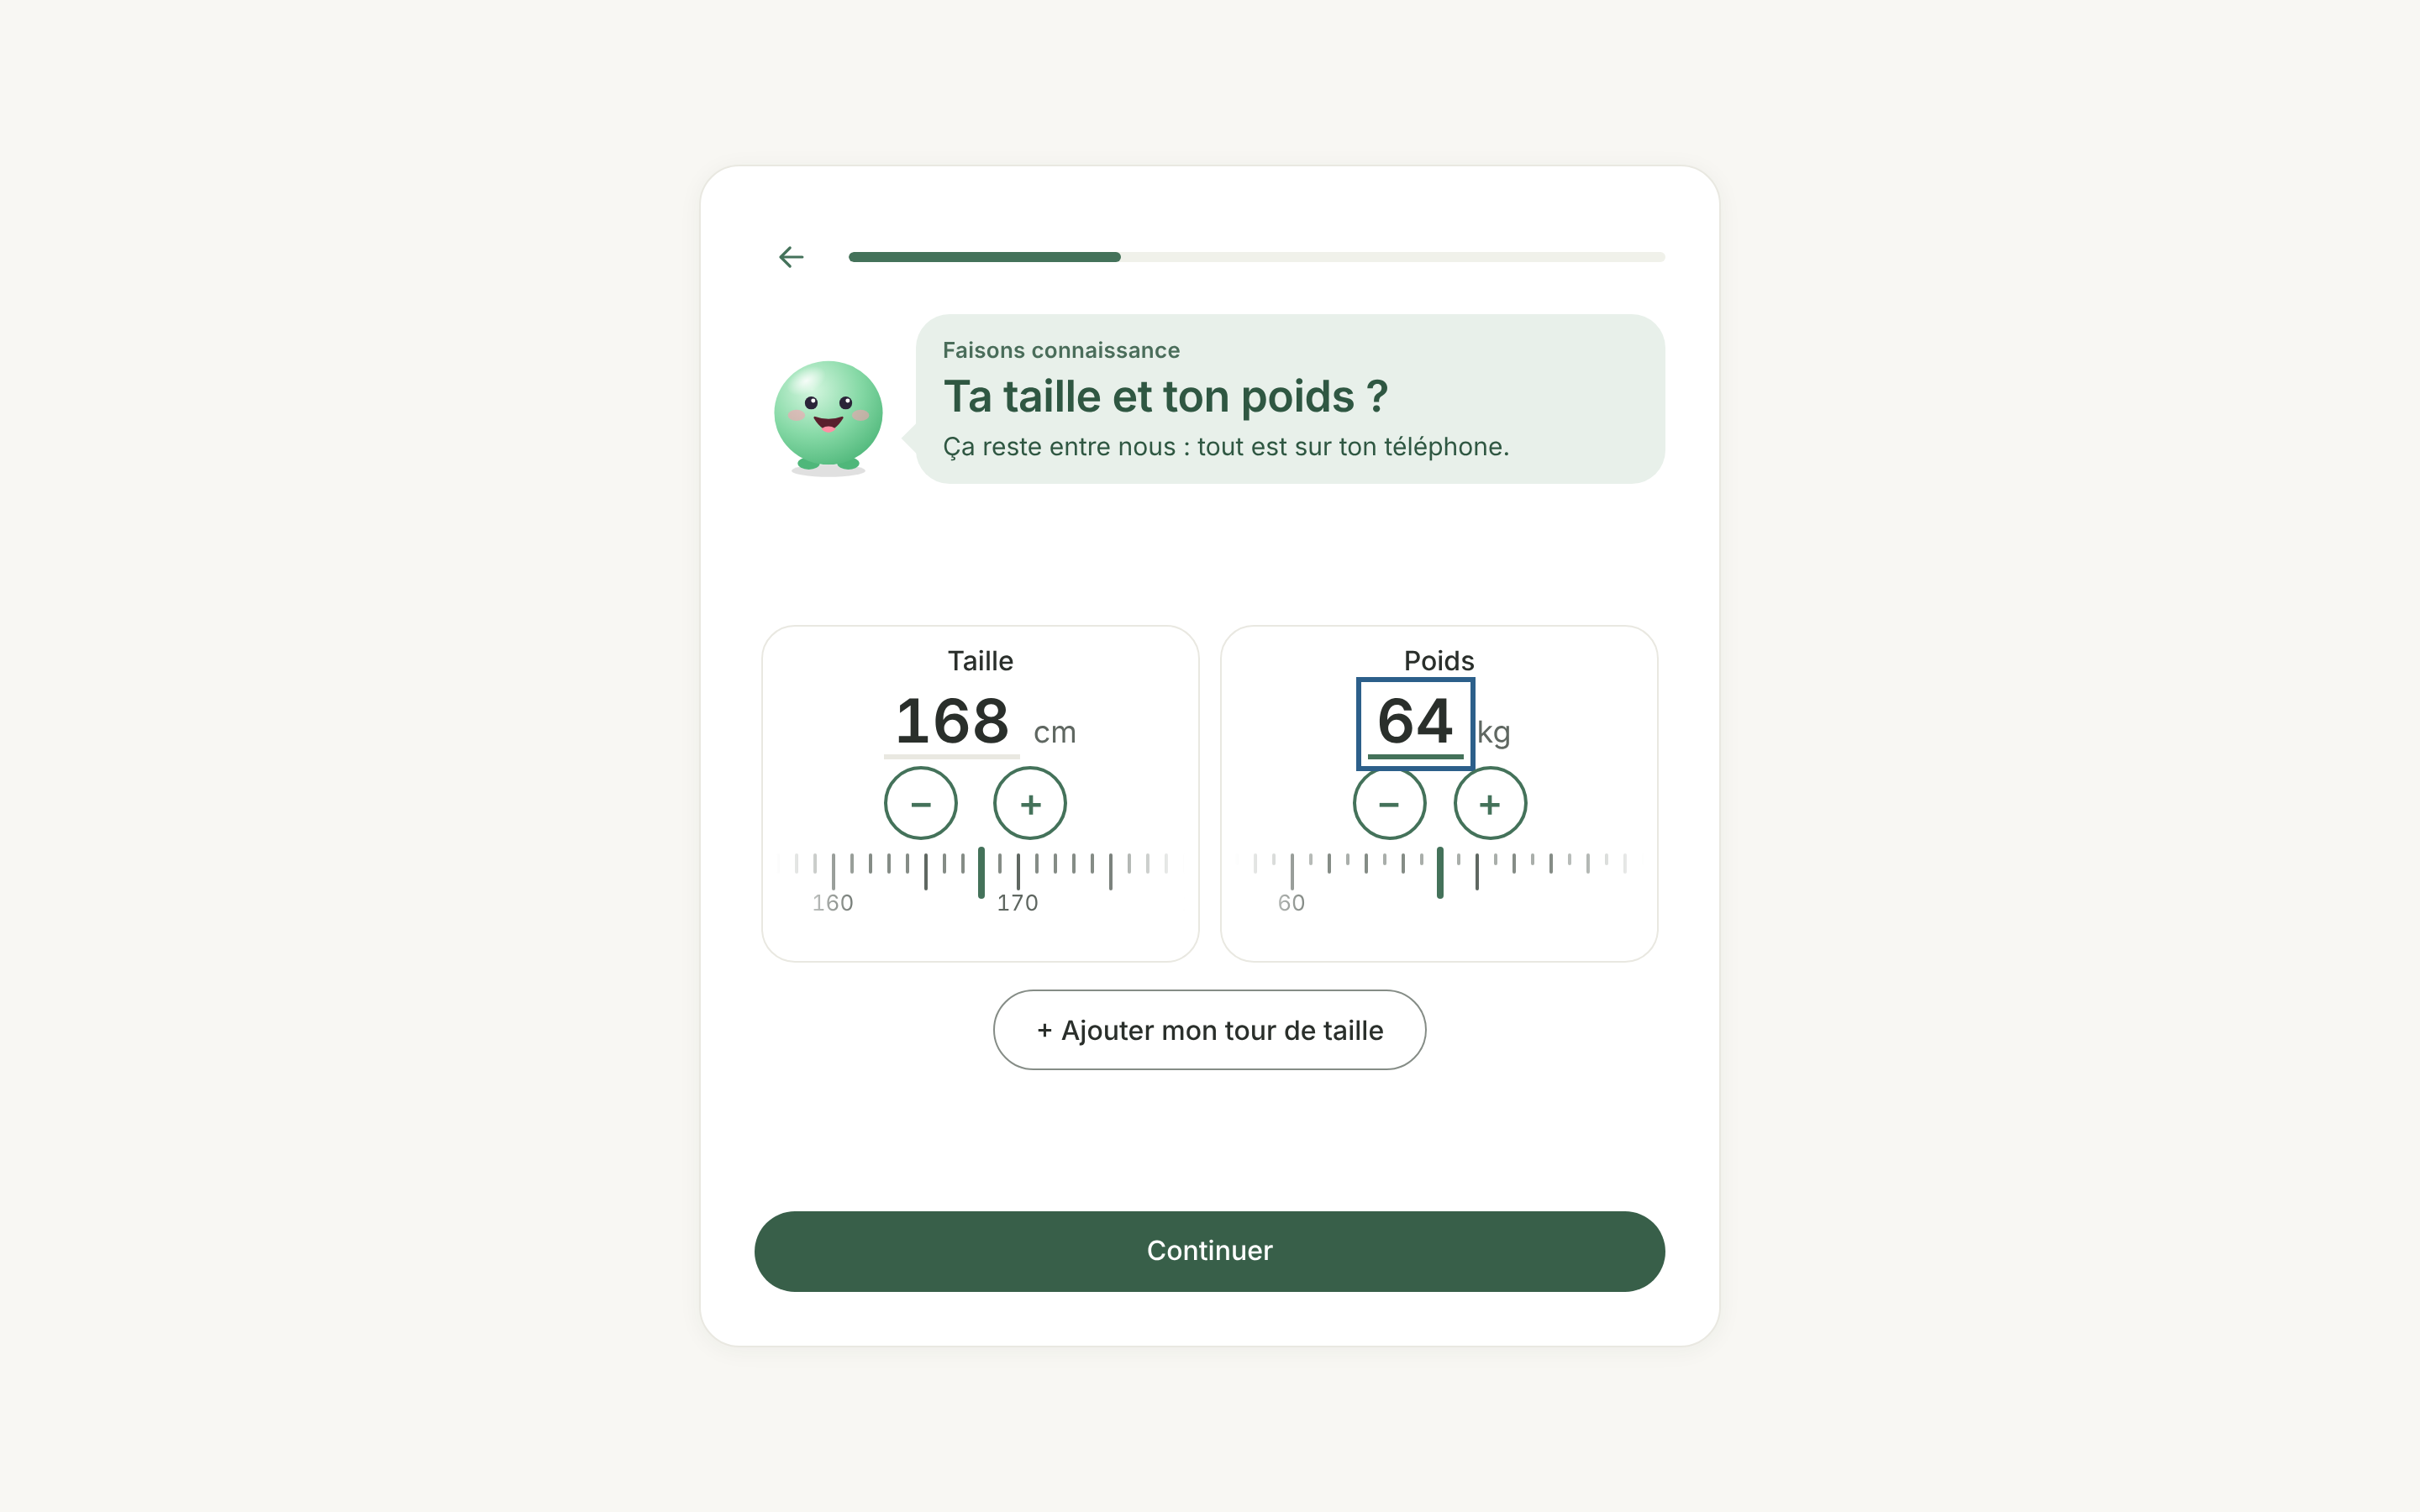 Faisons connaissance
Ta taille et ton poids ?
Ça reste entre nous : tout est sur ton téléphone.
Taille
168 cm
− +
160 170
Poids
64 kg
− +
60
+ Ajouter mon tour de taille
Continuer